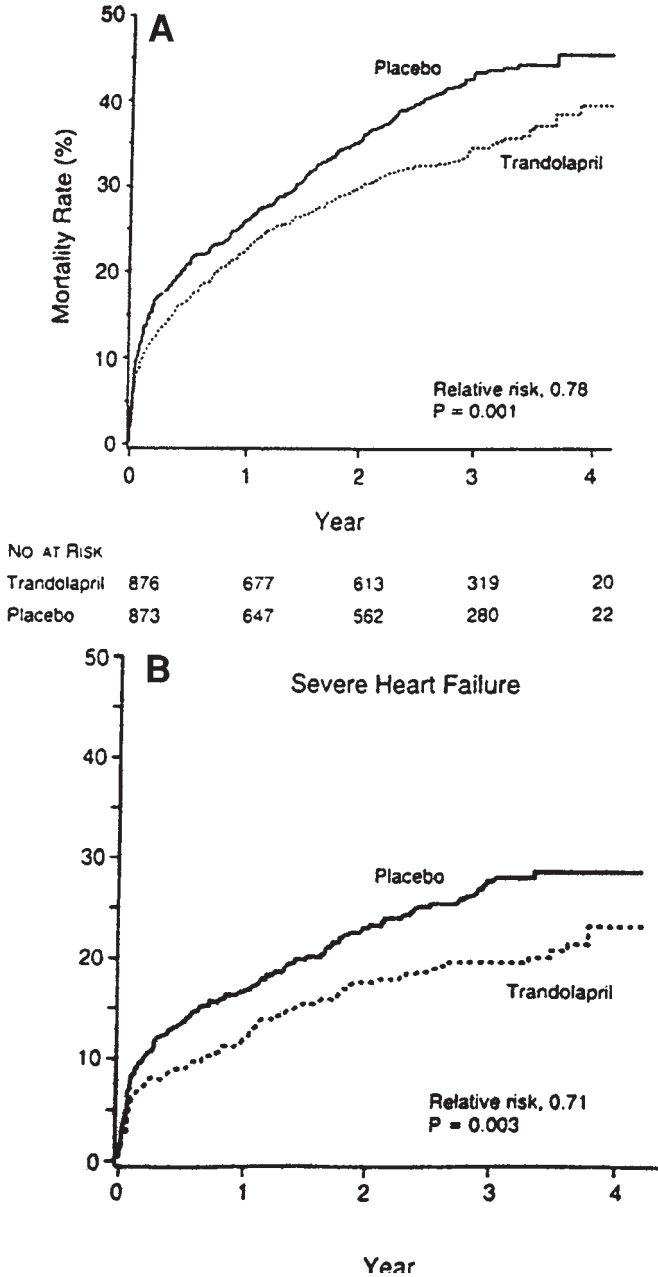 50
A
Placebo
40
Trandolapril
30
20
10
0
Mortality Rate (%)
Relative risk, 0.78
P = 0.001
0 1 2 3 4
Year
NO AT RISK
Trandolapril 876 677 613 319 20
Placebo 873 647 562 280 22
50
B
Severe Heart Failure
40
30
Placebo
20
Trandolapril
10
Relative risk, 0.71
P = 0.003
0
0 1 2 3 4
Year